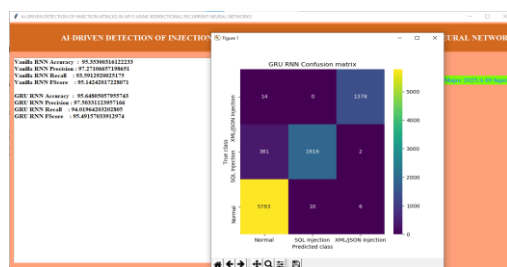 AI-DRIVEN DETECTION OF INJECTION ATTACKS IN API'S USING BIDIRECTIONAL RECURRENT NEURAL NETWORKS.
AI-DRIVEN DETECTION OF INJECTION
URAL NETWOR
Vanilla RNN Accuracy : 95.35300316122233
Vanilla RNN Precision : 97.27100657198651
Vanilla RNN Recall : 93.5912920025175
Vanilla RNN FScore : 95.14242817228073
GRU RNN Accuracy : 95.64805057955743
GRU RNN Precision : 97.50331123957166
GRU RNN Recall : 94.01964203202805
GRU RNN FScore : 95.49157033912974
Figure 1
GRU RNN Confusion matrix
True class
XML/JSON Injection
SQL Injection
Normal
14 0 1378
381 1916 2
5783 10 6
Normal SQL Injection XML/JSON Injection
Predicted class
5000
4000
3000
2000
1000
0